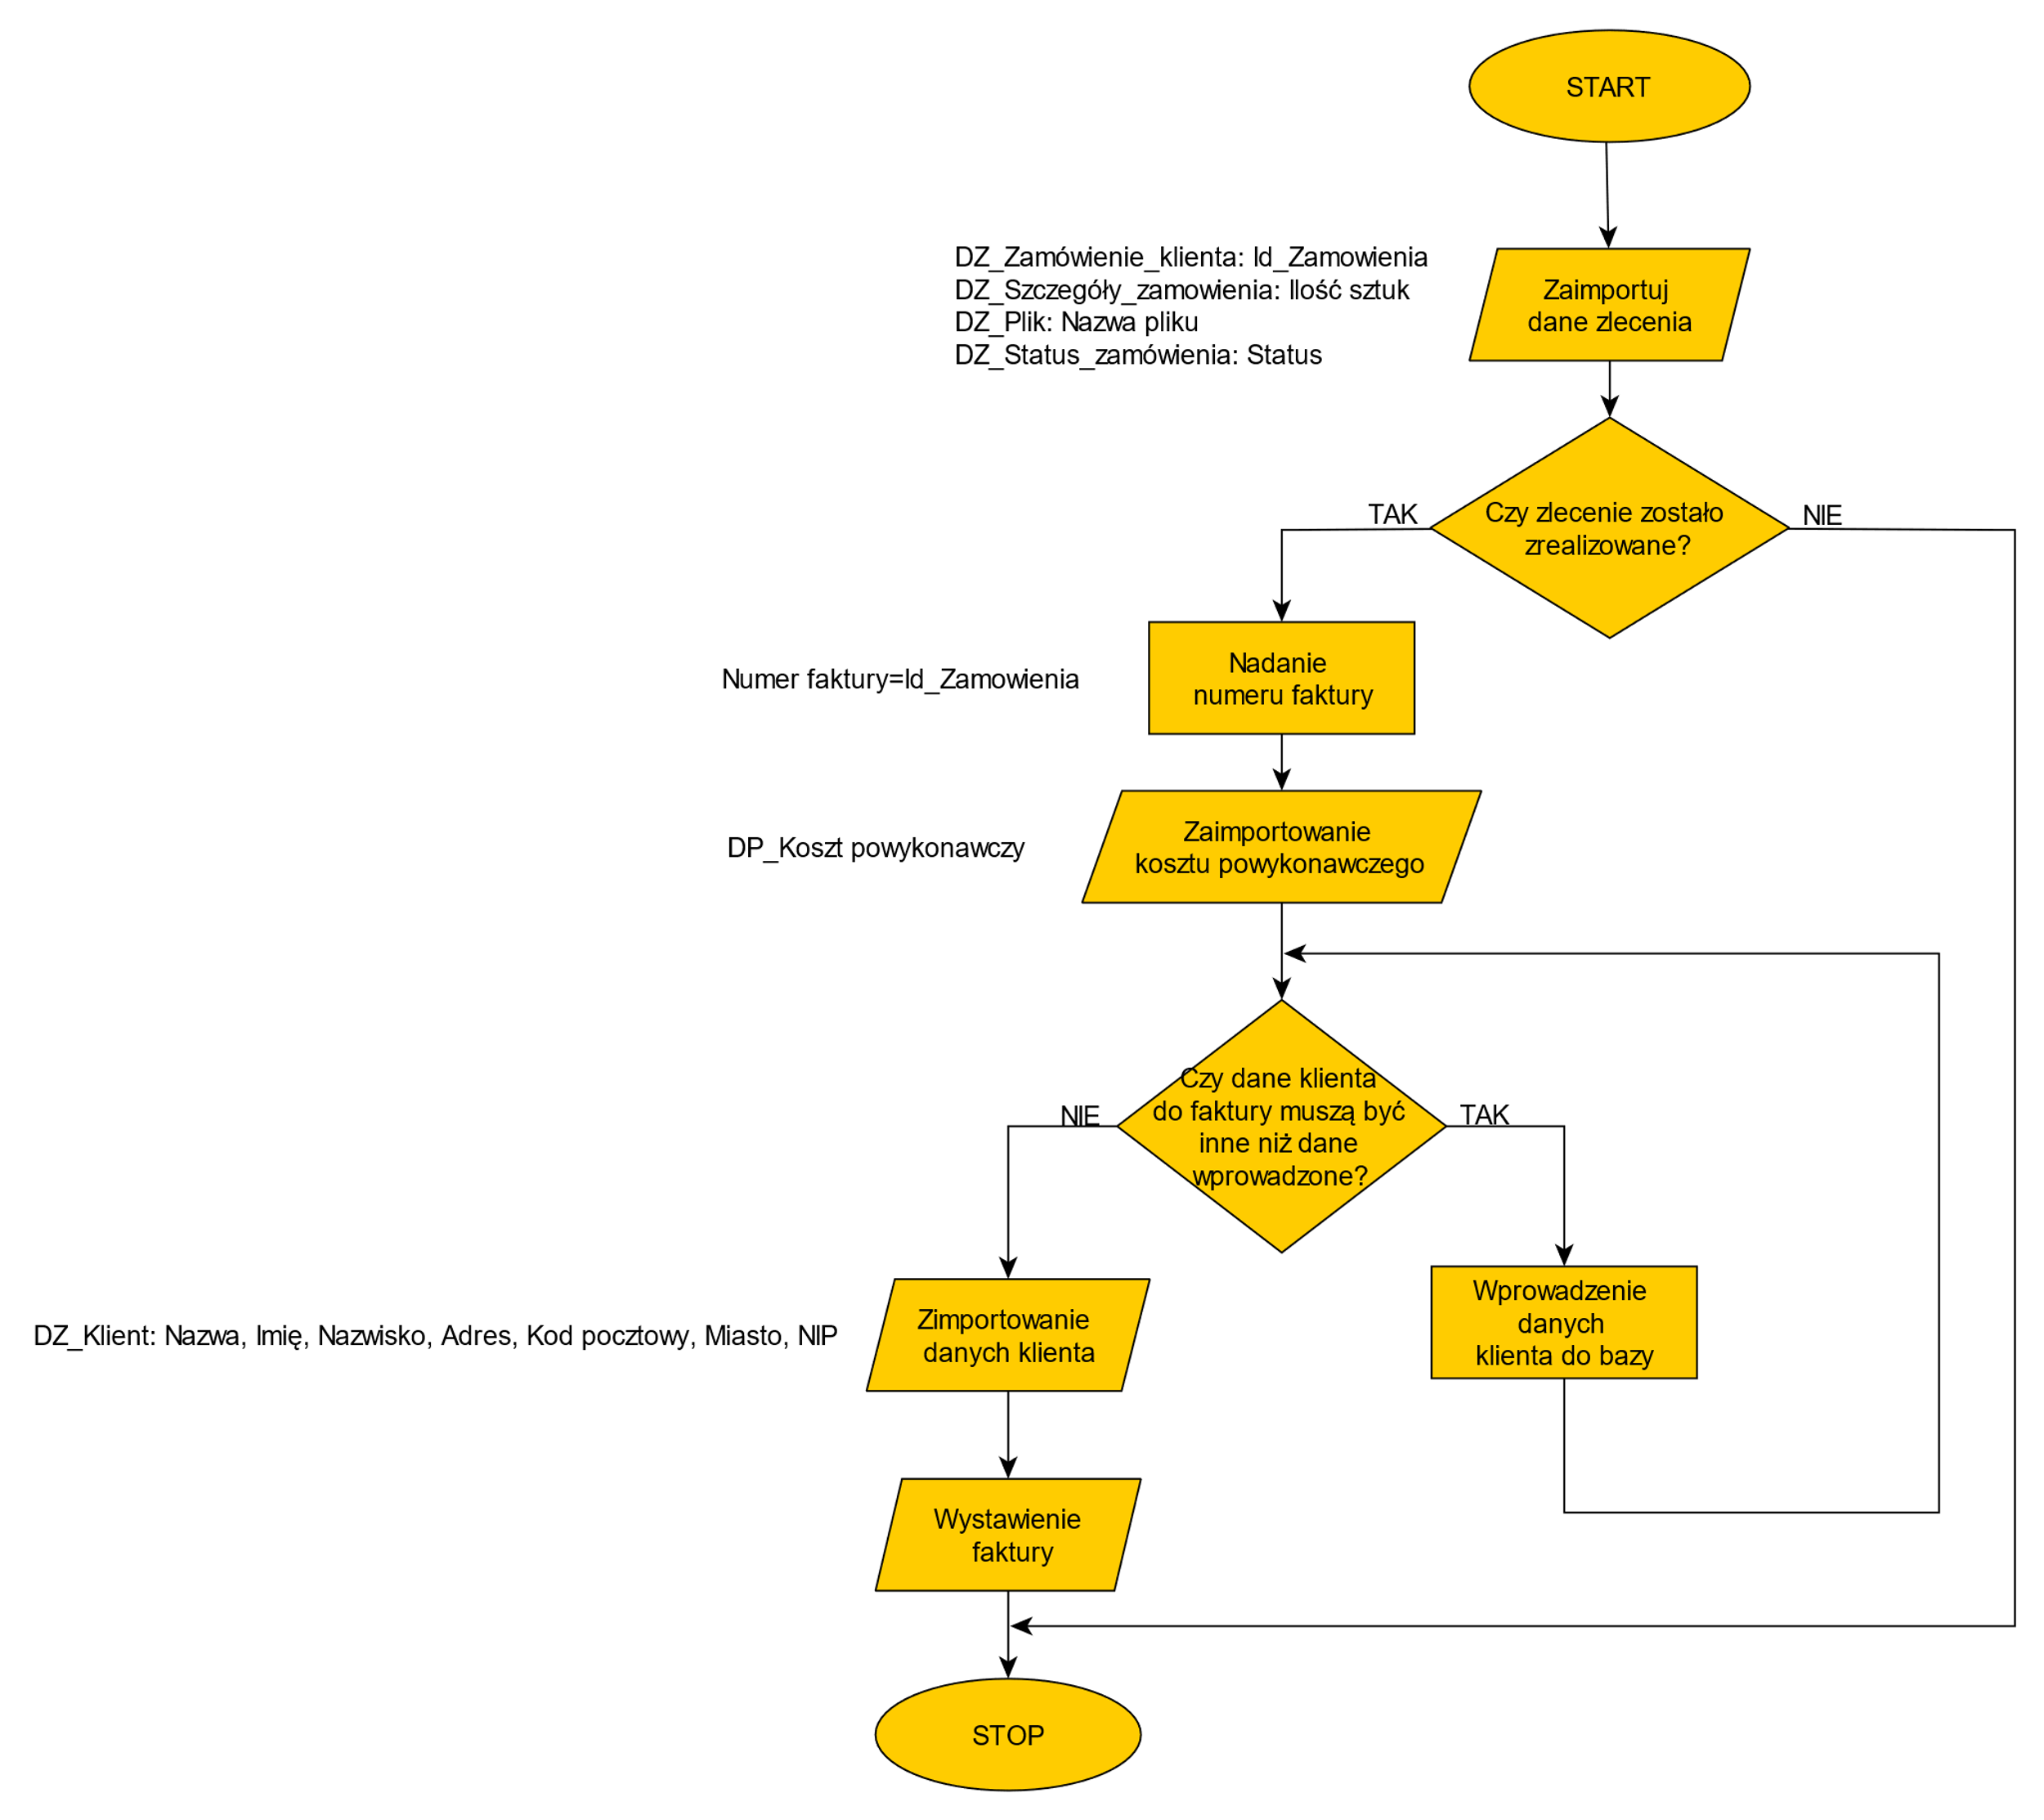 START
DZ_Zamówienie_klienta: Id_Zamowienia
DZ_Szczegóły_zamowienia: Ilość sztuk
DZ_Plik: Nazwa pliku
DZ_Status_zamówienia: Status
Zaimportuj
dane zlecenia
TAK
Czy zlecenie zostało
zrealizowane?
NIE
Numer faktury=Id_Zamowienia
Nadanie
numeru faktury
DP_Koszt powykonawczy
Zaimportowanie
kosztu powykonawczego
NIE
Czy dane klienta
do faktury muszą być
inne niż dane
wprowadzone?
TAK
DZ_Klient: Nazwa, Imię, Nazwisko, Adres, Kod pocztowy, Miasto, NIP
Zimportowanie
danych klienta
Wprowadzenie
danych
klienta do bazy
Wystawienie
faktury
STOP